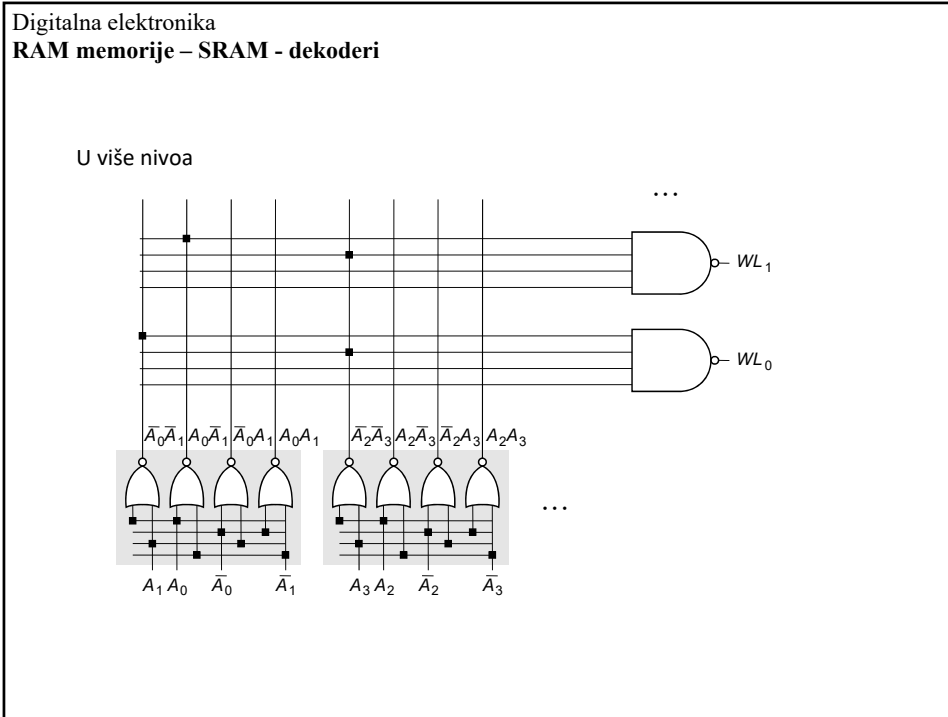 Digitalna elektronika
RAM memorije – SRAM - dekoderi
U više nivoa
...
WL₁
WL₀
A̅₀A̅₁ A₀A̅₁ A̅₀A₁ A₀A₁ A̅₂A̅₃ A₂A̅₃ A̅₂A₃ A₂A₃
...
A₁ A₀ A̅₀ A̅₁ A₃ A₂ A̅₂ A̅₃